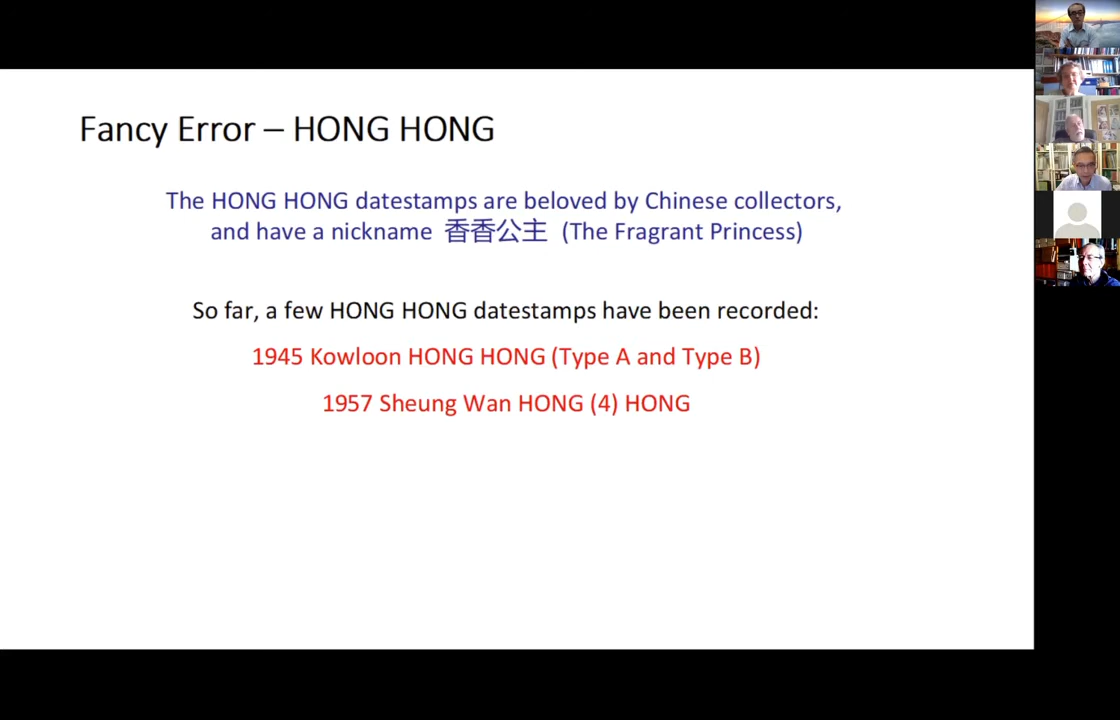 Fancy Error – HONG HONG
The HONG HONG datestamps are beloved by Chinese collectors,
and have a nickname 香香公主 (The Fragrant Princess)
So far, a few HONG HONG datestamps have been recorded:
1945 Kowloon HONG HONG (Type A and Type B)
1957 Sheung Wan HONG (4) HONG